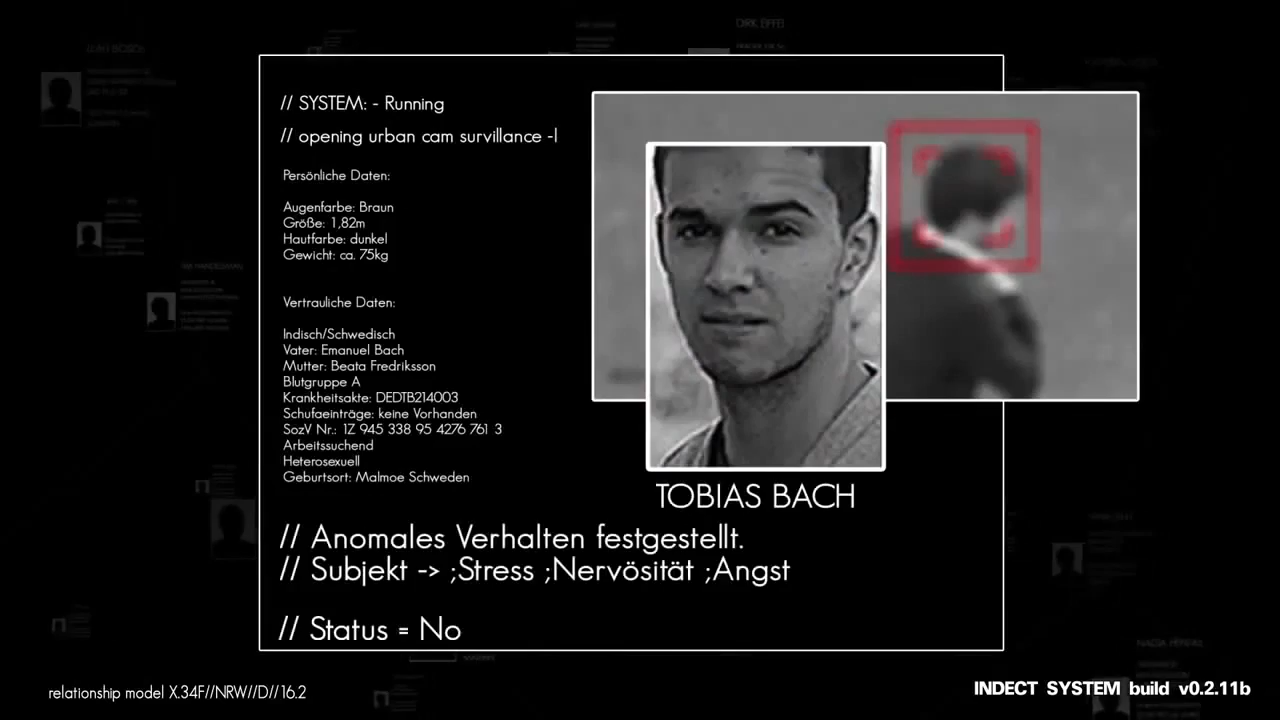 DIRK EIFFEL
// SYSTEM: - Running
// opening urban cam survillance -|
Persönliche Daten:
Augenfarbe: Braun
Größe: 1,82m
Hautfarbe: dunkel
Gewicht: ca. 75kg
Vertrauliche Daten:
Indisch/Schwedisch
Vater: Emanuel Bach
Mutter: Beata Fredriksson
Blutgruppe A
Krankheitsakte: DEDTB214003
Schufaeinträge: keine Vorhanden
SozV Nr.: 1Z 945 338 95 4276 761 3
Arbeitssuchend
Heterosexuell
Geburtsort: Malmoe Schweden
TOBIAS BACH
// Anomales Verhalten festgestellt.
// Subjekt -> ;Stress ;Nervösität ;Angst
// Status = No
relationship model X.34F//NRW//D//16.2
INDECT SYSTEM build v0.2.11b